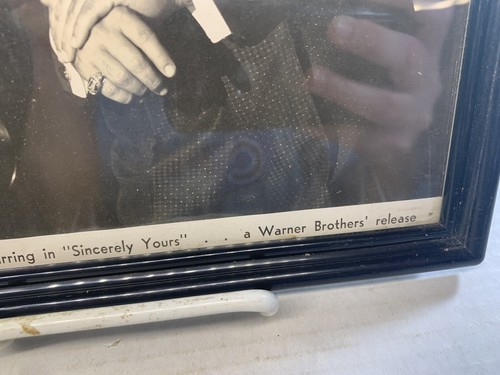 rring in "Sincerely Yours" . . . a Warner Brothers' release